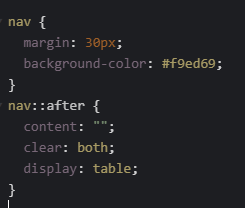 nav {
  margin: 30px;
  background-color: #f9ed69;
}
nav::after {
  content: "";
  clear: both;
  display: table;
}